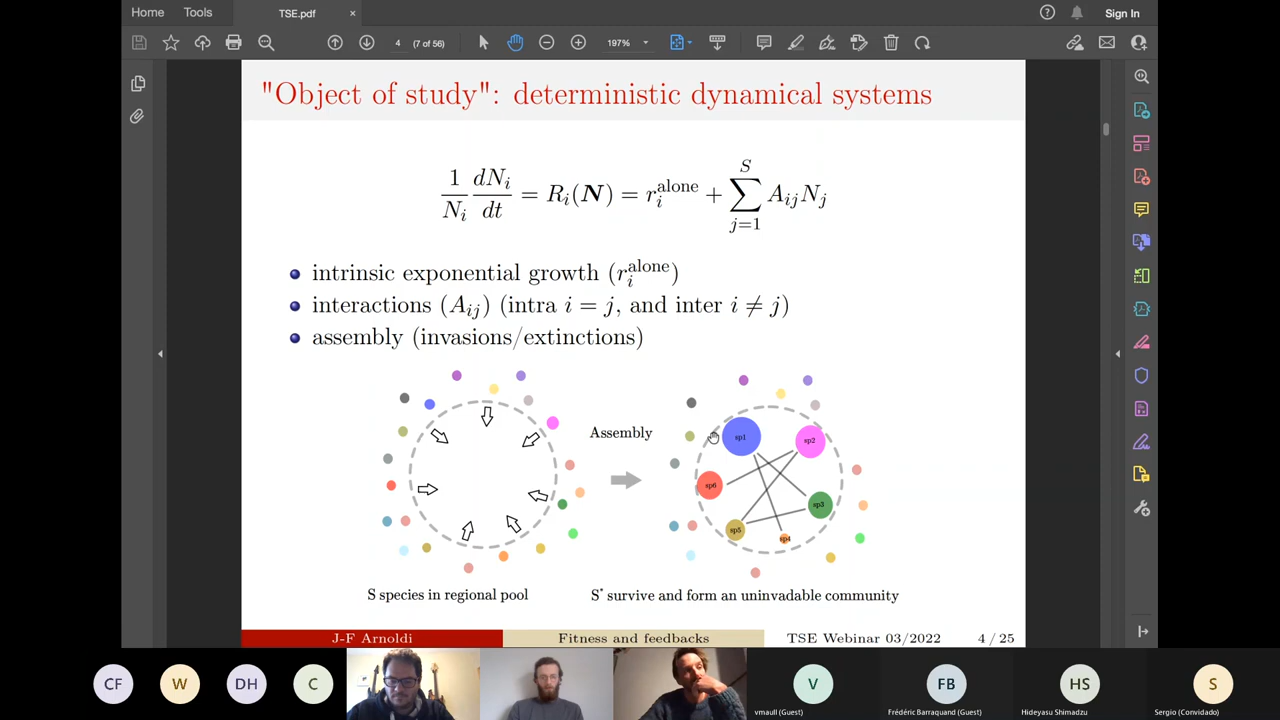 Home Tools TSE.pdf × Sign In
4 (7 of 56) 197%
"Object of study": deterministic dynamical systems
1/N_i dN_i/dt = R_i(N) = r_i^alone + ∑_{j=1}^{S} A_ij N_j
intrinsic exponential growth (r_i^alone)
interactions (A_ij) (intra i = j, and inter i ≠ j)
assembly (invasions/extinctions)
Assembly
sp1
sp2
sp6
sp3
sp5
sp4
S species in regional pool
S* survive and form an uninvadable community
J-F Arnoldi Fitness and feedbacks TSE Webinar 03/2022 4 / 25
CF W DH C V FB HS S
vmaull (Guest) Frédéric Barraquand (Guest) Hideyasu Shimadzu Sergio (Convidado)